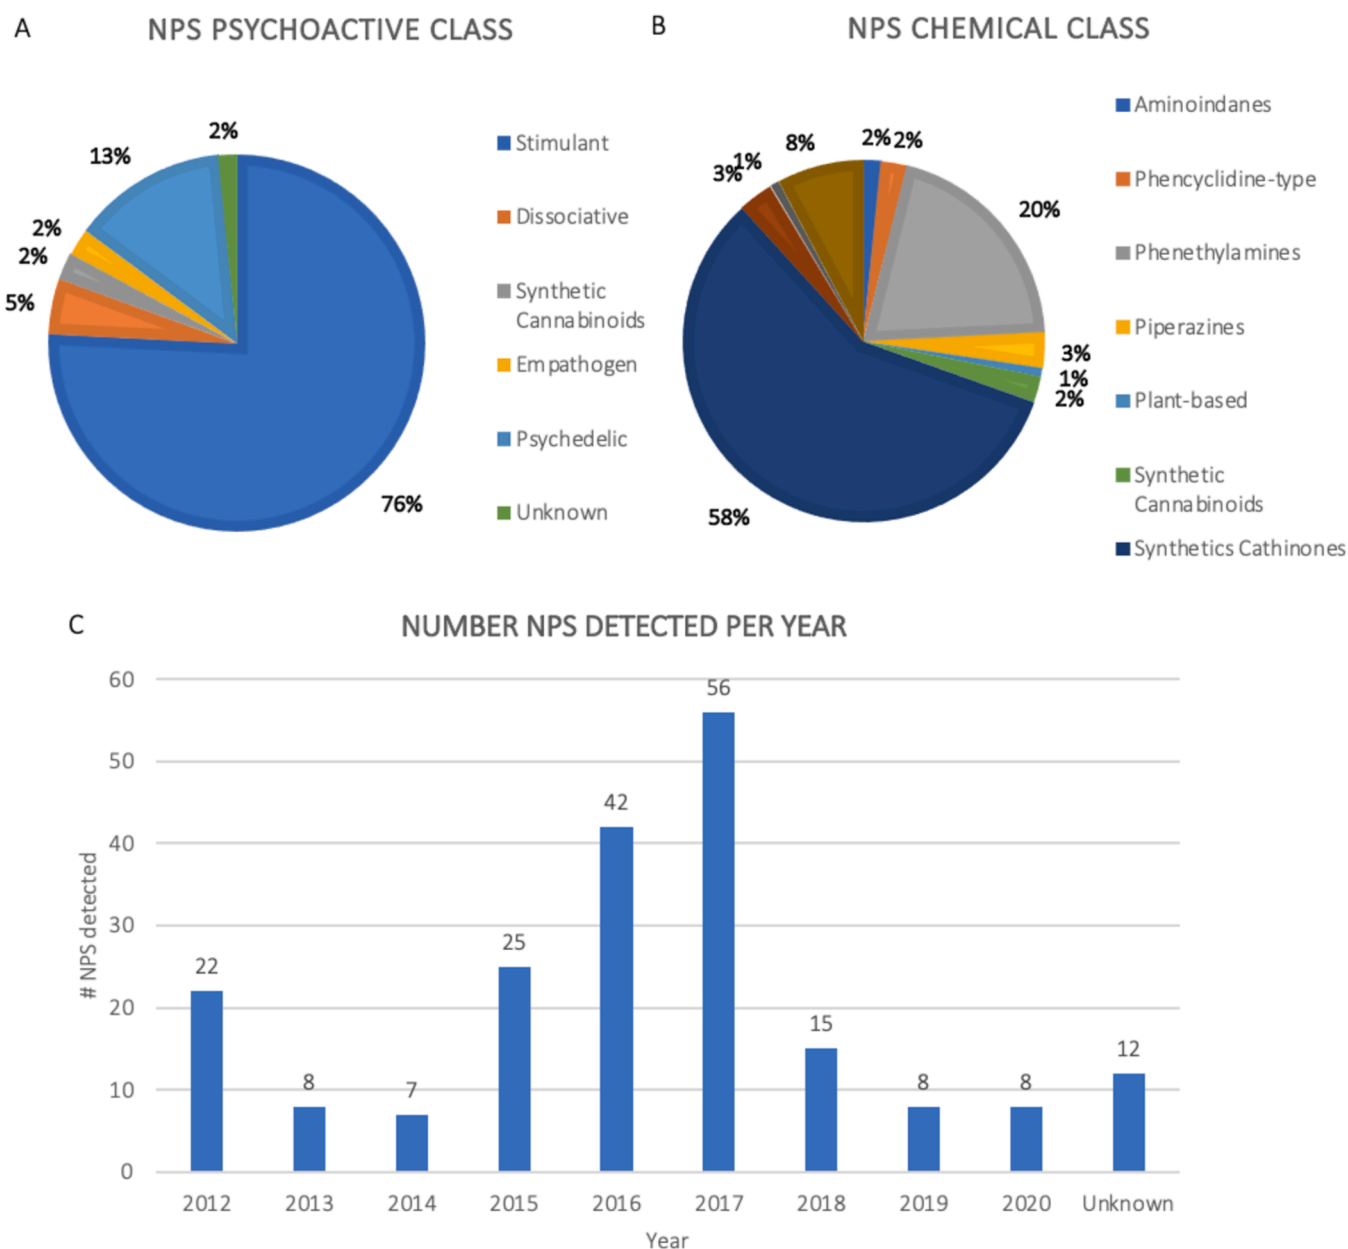 A
NPS PSYCHOACTIVE CLASS
2%
13%
2%
2%
5%
76%
Stimulant
Dissociative
Synthetic
Cannabinoids
Empathogen
Psychedelic
Unknown
B
NPS CHEMICAL CLASS
8%
2%
2%
1%
3%
20%
3%
1%
2%
58%
Aminoindanes
Phencyclidine-type
Phenethylamines
Piperazines
Plant-based
Synthetic
Cannabinoids
Synthetics Cathinones
C
NUMBER NPS DETECTED PER YEAR
60
50
40
30
20
10
0
# NPS detected
22
8
7
25
42
56
15
8
8
12
2012
2013
2014
2015
2016
2017
2018
2019
2020
Unknown
Year